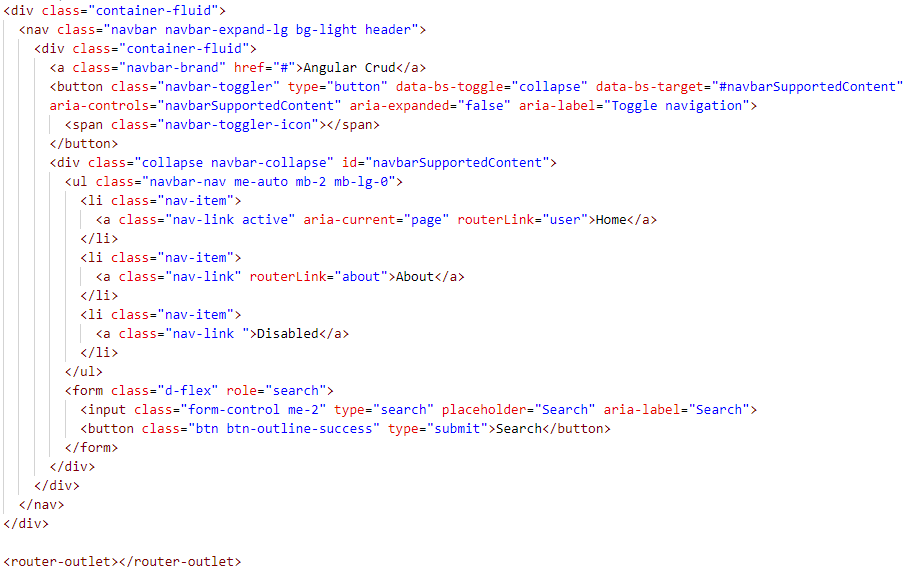 <div class="container-fluid">
<nav class="navbar navbar-expand-lg bg-light header">
<div class="container-fluid">
<a class="navbar-brand" href="#">Angular Crud</a>
<button class="navbar-toggler" type="button" data-bs-toggle="collapse" data-bs-target="#navbarSupportedContent"
aria-controls="navbarSupportedContent" aria-expanded="false" aria-label="Toggle navigation">
<span class="navbar-toggler-icon"></span>
</button>
<div class="collapse navbar-collapse" id="navbarSupportedContent">
<ul class="navbar-nav me-auto mb-2 mb-lg-0">
<li class="nav-item">
<a class="nav-link active" aria-current="page" routerLink="user">Home</a>
</li>
<li class="nav-item">
<a class="nav-link" routerLink="about">About</a>
</li>
<li class="nav-item">
<a class="nav-link ">Disabled</a>
</li>
</ul>
<form class="d-flex" role="search">
<input class="form-control me-2" type="search" placeholder="Search" aria-label="Search">
<button class="btn btn-outline-success" type="submit">Search</button>
</form>
</div>
</div>
</nav>
</div>
<router-outlet></router-outlet>